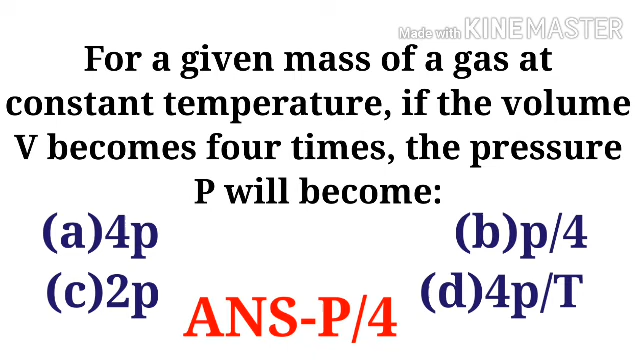 Made with KINEMASTER
For a given mass of a gas at
constant temperature, if the volume
V becomes four times, the pressure
P will become:
(a)4p (b)p/4
(c)2p (d)4p/T
ANS-P/4